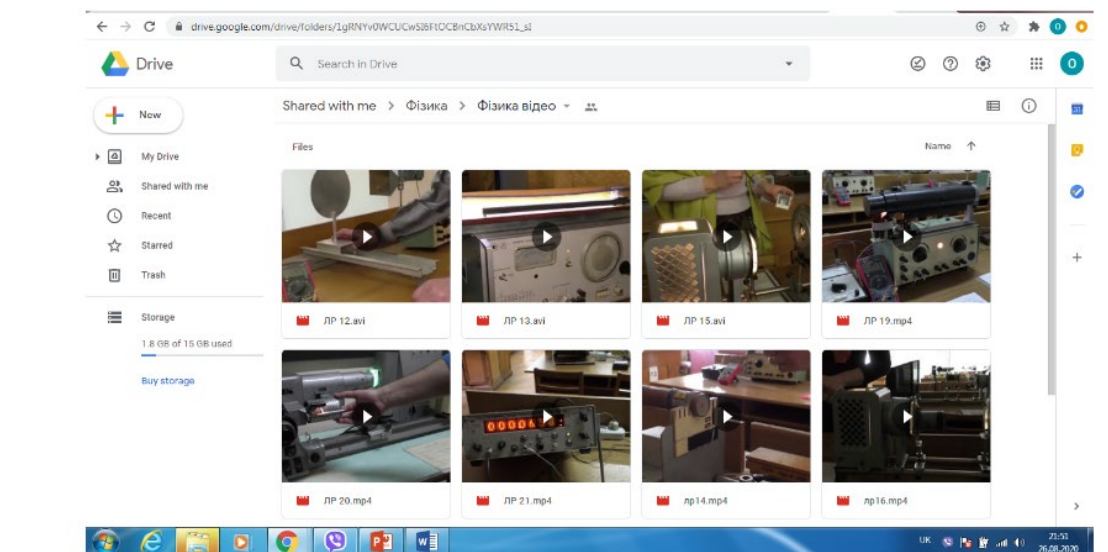 drive.google.com/drive/folders/1gRNYv0WCUCwSI6FtOC8nCbXsYWR51_sI
Drive
Search in Drive
O
New
Shared with me > Фізика > Фізика відео
Files
Name
My Drive
Shared with me
Recent
Starred
Trash
Storage
1.8 GB of 15 GB used
Buy storage
ЛР 12.avi
ЛР 13.avi
ЛР 15.avi
ЛР 19.mp4
ЛР 20.mp4
ЛР 21.mp4
лр14.mp4
лр16.mp4
31
UK
21:51
26.08.2020